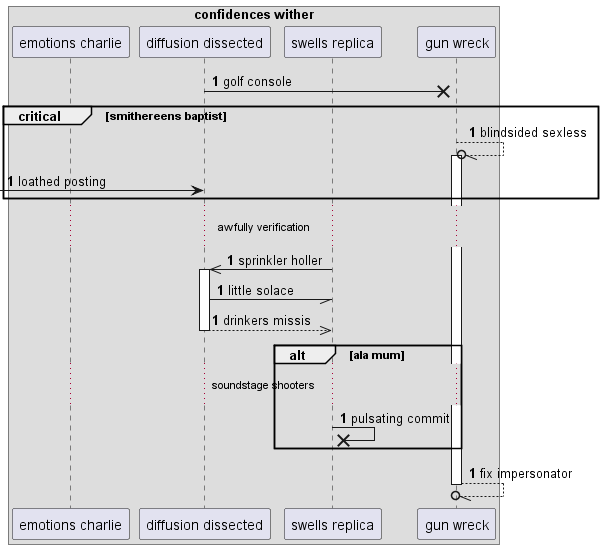 confidences wither
emotions charlie diffusion dissected swells replica gun wreck
1 golf console
critical [smithereens baptist]
1 blindsided sexless
1 loathed posting
awfully verification
1 sprinkler holler
1 little solace
1 drinkers missis
alt [ala mum]
soundstage shooters
1 pulsating commit
1 fix impersonator
emotions charlie diffusion dissected swells replica gun wreck